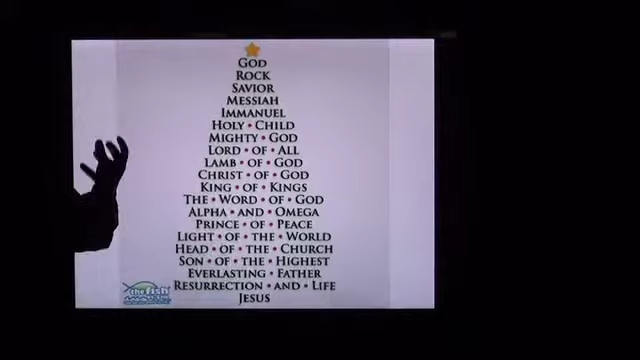 GOD
ROCK
SAVIOR
MESSIAH
IMMANUEL
HOLY • CHILD
MIGHTY • GOD
LORD • OF • ALL
LAMB • OF • GOD
CHRIST • OF • GOD
KING • OF • KINGS
THE • WORD • OF • GOD
ALPHA • AND • OMEGA
PRINCE • OF • PEACE
LIGHT • OF • THE • WORLD
HEAD • OF • THE • CHURCH
SON • OF • THE • HIGHEST
EVERLASTING • FATHER
RESURRECTION • AND • LIFE
JESUS
the fish